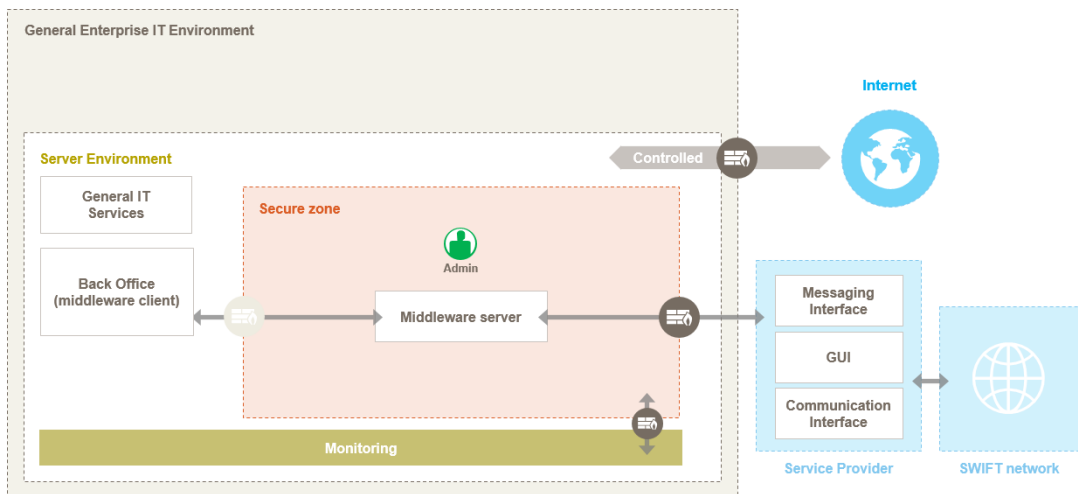 General Enterprise IT Environment
Internet
Controlled
Server Environment
General IT
Services
Secure zone
Admin
Back Office
(middleware client)
Middleware server
Messaging
Interface
GUI
Communication
Interface
Monitoring
Service Provider
SWIFT network